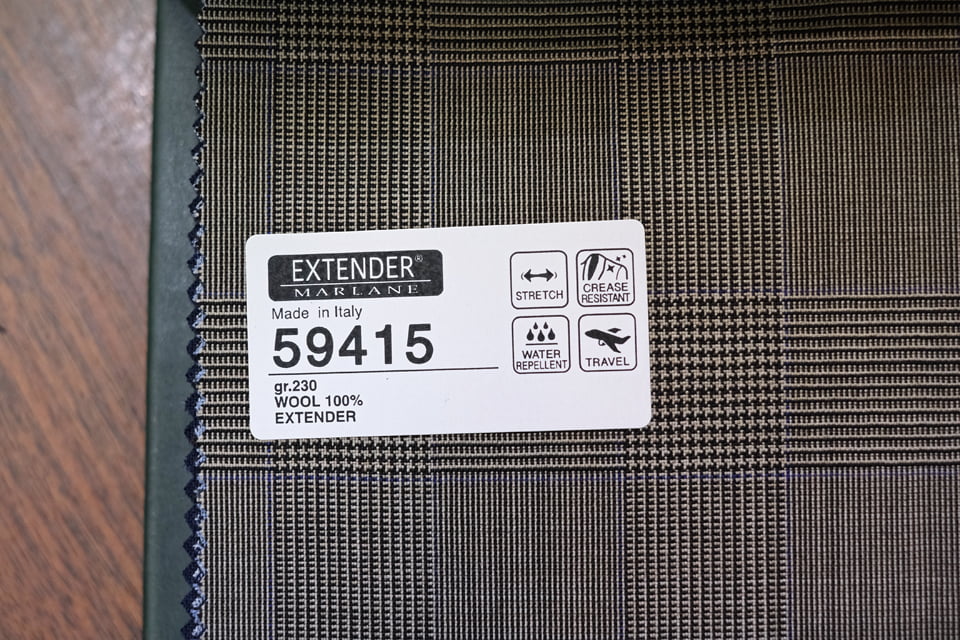 EXTENDER®
MARLANE
Made in Italy
59415
gr.230
WOOL 100%
EXTENDER
STRETCH
CREASE
RESISTANT
WATER
REPELLENT
TRAVEL